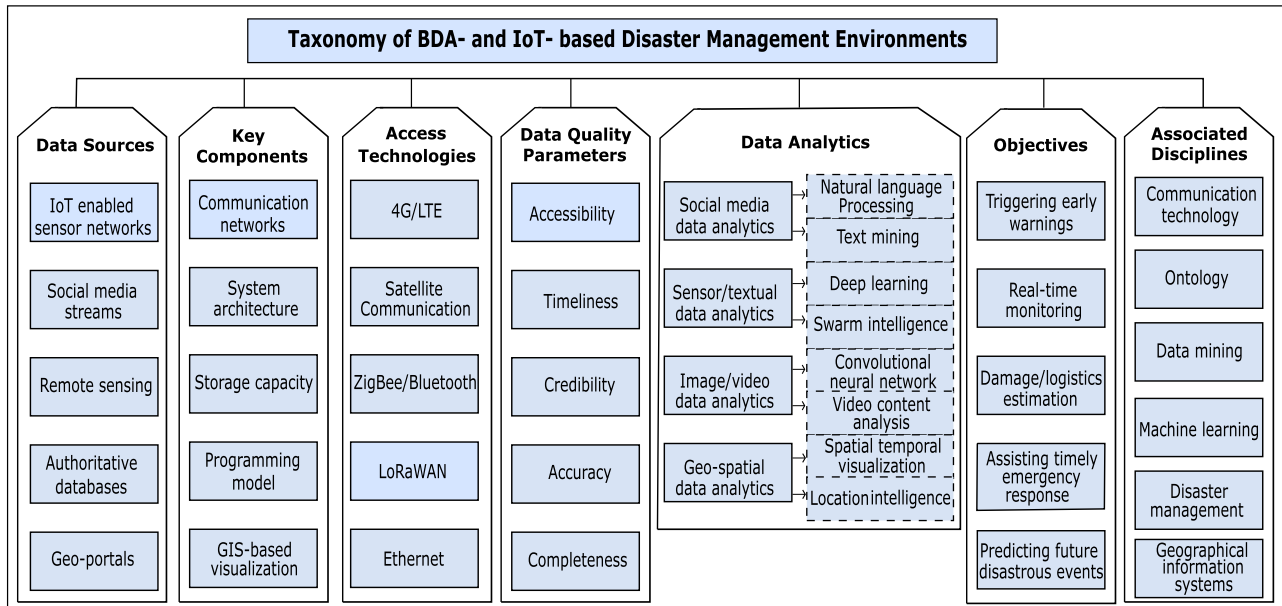 Taxonomy of BDA- and IoT- based Disaster Management Environments
Data Sources
IoT enabled
sensor networks
Social media
streams
Remote sensing
Authoritative
databases
Geo-portals
Key
Components
Communication
networks
System
architecture
Storage capacity
Programming
model
GIS-based
visualization
Access
Technologies
4G/LTE
Satellite
Communication
ZigBee/Bluetooth
LoRaWAN
Ethernet
Data Quality
Parameters
Accessibility
Timeliness
Credibility
Accuracy
Completeness
Data Analytics
Social media
data analytics
Natural language
Processing
Text mining
Sensor/textual
data analytics
Deep learning
Swarm intelligence
Image/video
data analytics
Convolutional
neural network
Video content
analysis
Geo-spatial
data analytics
Spatial temporal
visualization
Location intelligence
Objectives
Triggering early
warnings
Real-time
monitoring
Damage/logistics
estimation
Assisting timely
emergency
response
Predicting future
disastrous events
Associated
Disciplines
Communication
technology
Ontology
Data mining
Machine learning
Disaster
management
Geographical
information
systems